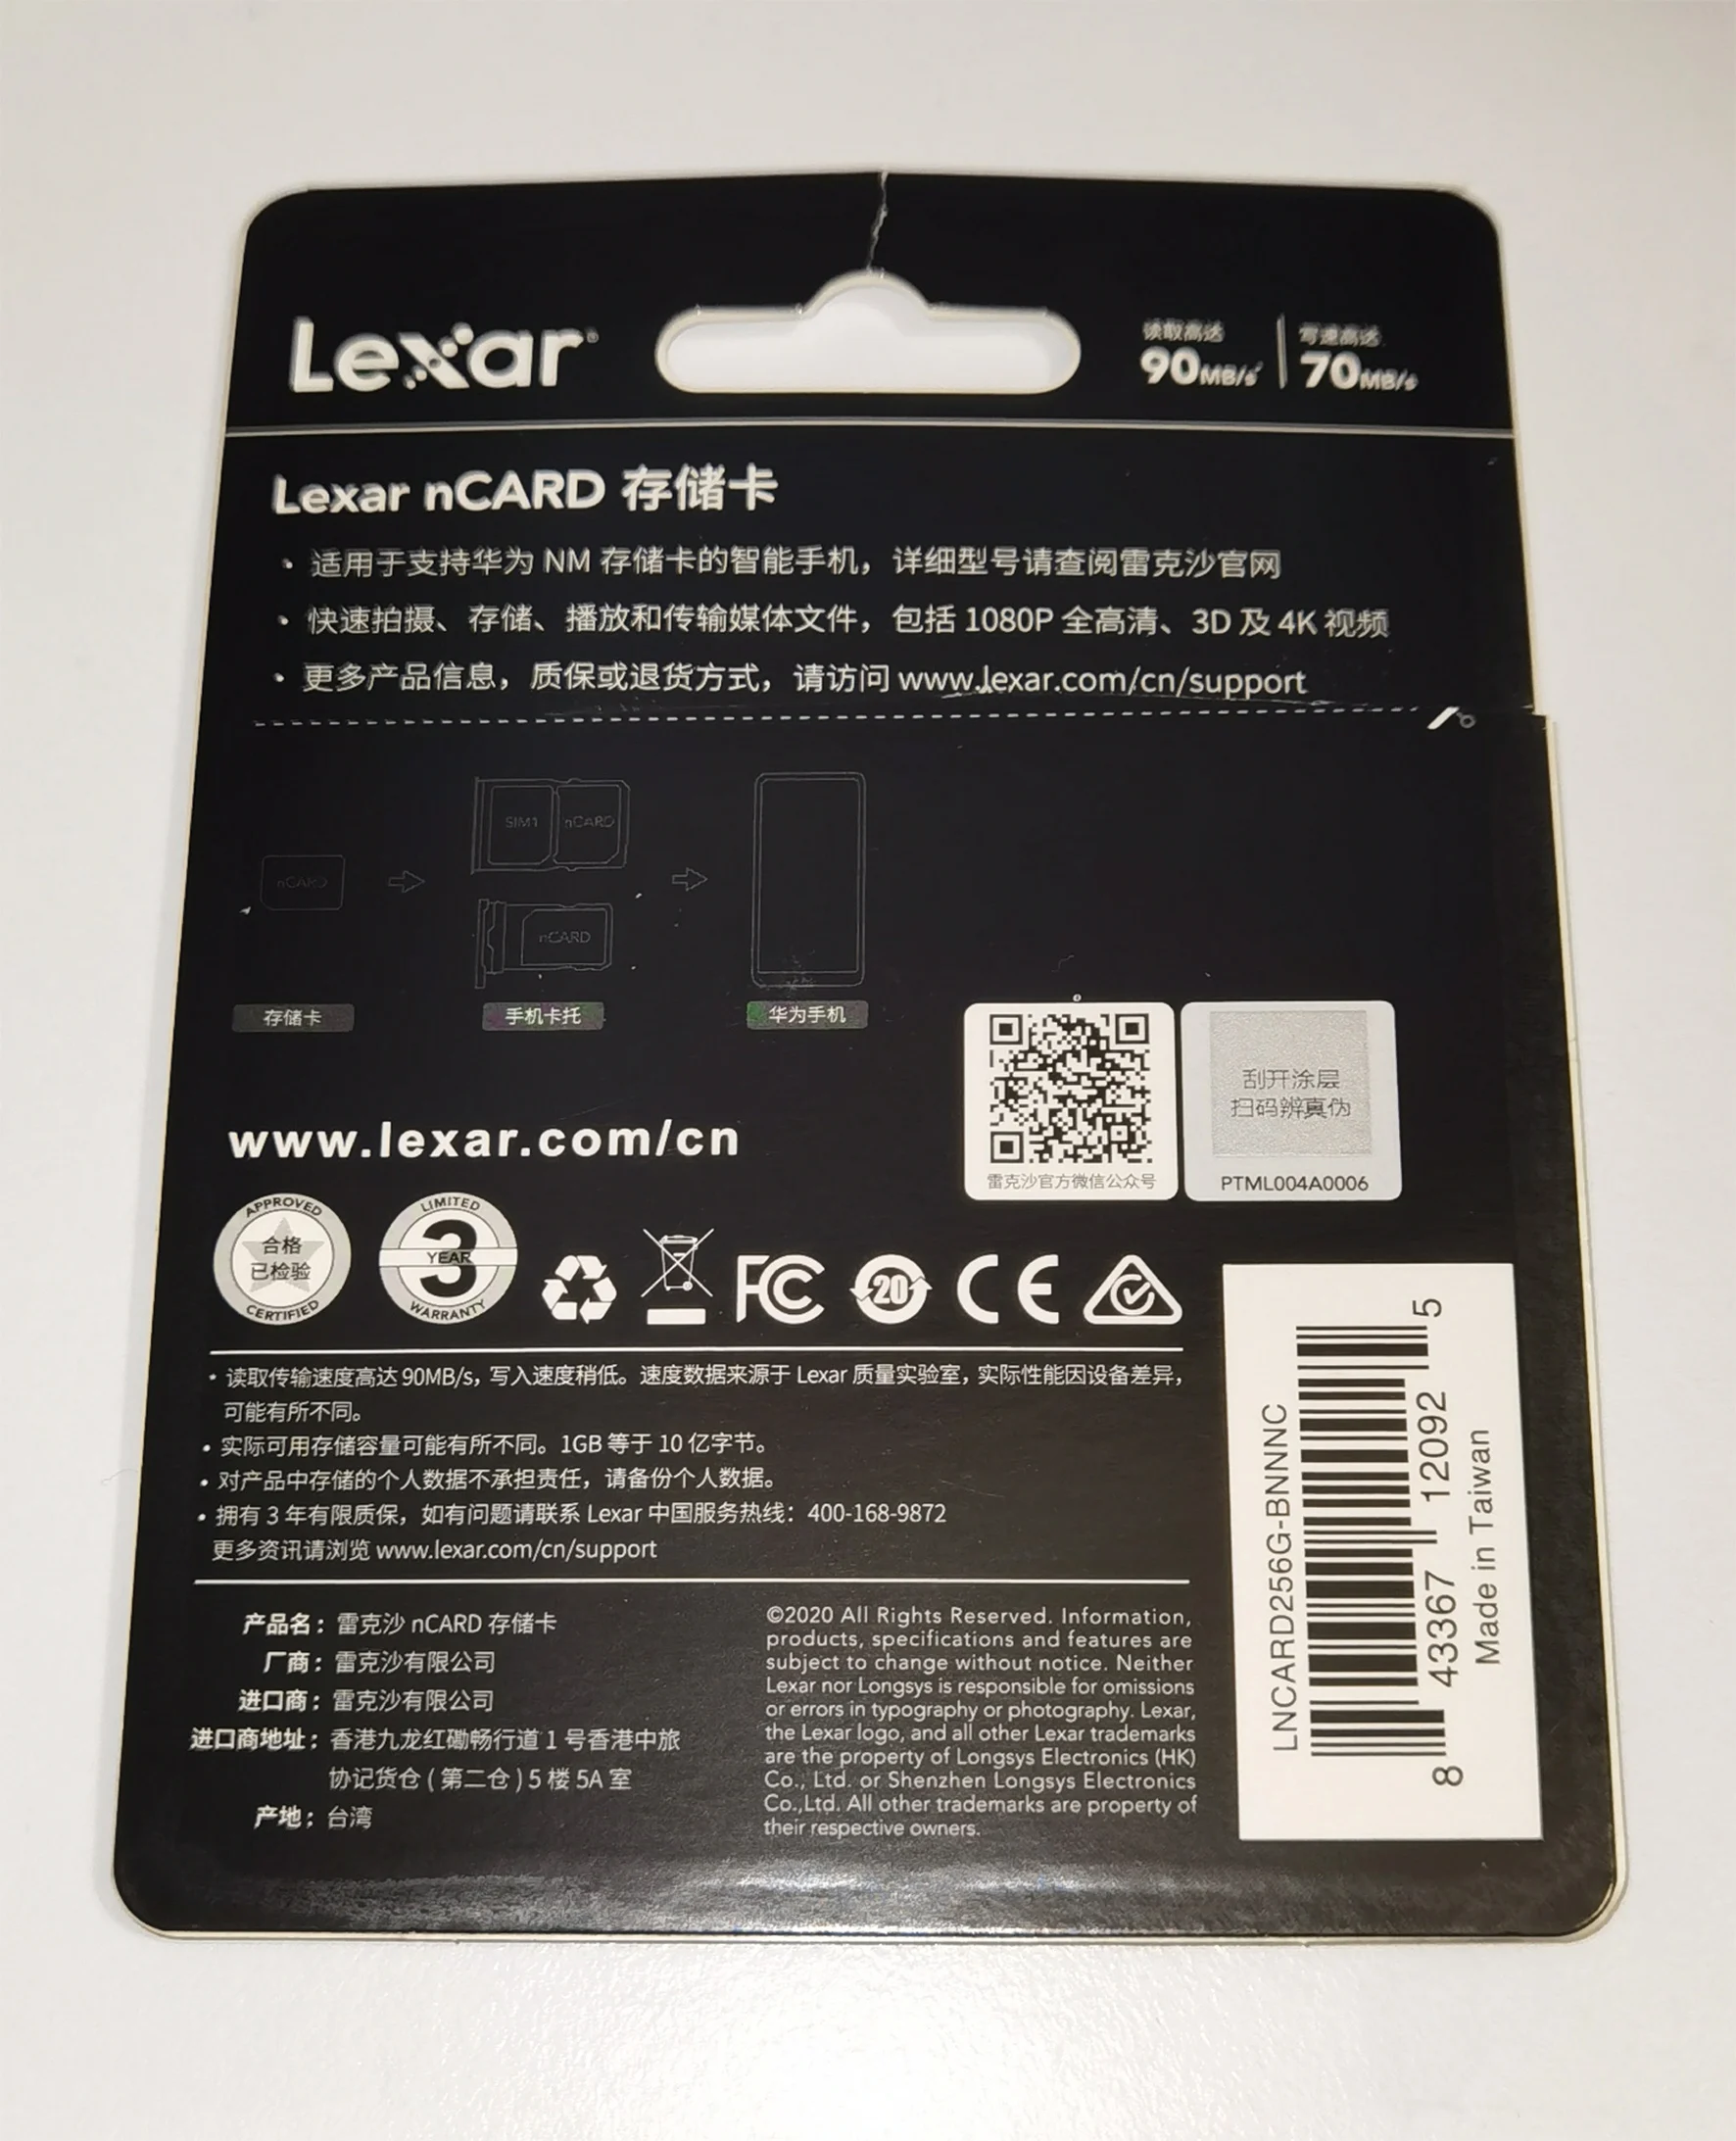 Lexar
读取高达
90MB/s
写速高达
70MB/s
Lexar nCARD 存储卡
• 适用于支持华为 NM 存储卡的智能手机，详细型号请查阅雷克沙官网
• 快速拍摄、存储、播放和传输媒体文件，包括 1080P 全高清、3D 及 4K 视频
• 更多产品信息，质保或退货方式，请访问 www.lexar.com/cn/support
SIM1 nCARD
nCARD
nCARD
存储卡
手机卡托
华为手机
刮开涂层
扫码辨真伪
雷克沙官方微信公众号
PTML004A0006
www.lexar.com/cn
APPROVED
合格
已检验
CERTIFIED
LIMITED
3
YEAR
WARRANTY
FC
20
CE
• 读取传输速度高达 90MB/s，写入速度稍低。速度数据来源于 Lexar 质量实验室，实际性能因设备差异，
可能有所不同。
• 实际可用存储容量可能有所不同。1GB 等于 10 亿字节。
• 对产品中存储的个人数据不承担责任，请备份个人数据。
• 拥有 3 年有限质保，如有问题请联系 Lexar 中国服务热线：400-168-9872
更多资讯请浏览 www.lexar.com/cn/support
产品名：雷克沙 nCARD 存储卡
厂商：雷克沙有限公司
进口商：雷克沙有限公司
进口商地址：香港九龙红磡畅行道 1 号香港中旅
协记货仓 ( 第二仓 ) 5 楼 5A 室
产地：台湾
©2020 All Rights Reserved. Information,
products, specifications and features are
subject to change without notice. Neither
Lexar nor Longsys is responsible for omissions
or errors in typography or photography. Lexar,
the Lexar logo, and all other Lexar trademarks
are the property of Longsys Electronics (HK)
Co., Ltd. or Shenzhen Longsys Electronics
Co.,Ltd. All other trademarks are property of
their respective owners.
LNCARD256G-BNNNC
8 43367 12092 5
Made in Taiwan